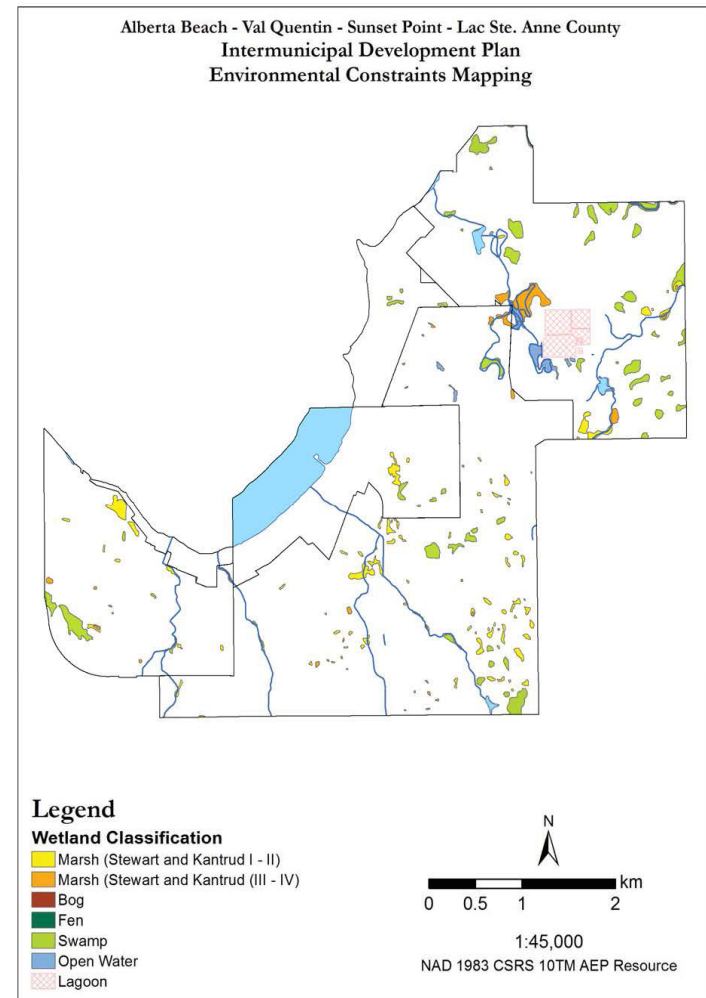 Alberta Beach - Val Quentin - Sunset Point - Lac Ste. Anne County
Intermunicipal Development Plan
Environmental Constraints Mapping
Legend
Wetland Classification
Marsh (Stewart and Kantrud I - II)
Marsh (Stewart and Kantrud (III - IV)
Bog
Fen
Swamp
Open Water
Lagoon
N
km
0 0.5 1 2
1:45,000
NAD 1983 CSRS 10TM AEP Resource